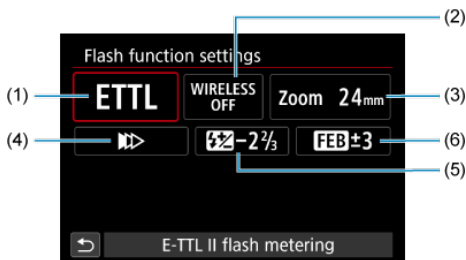 (2)
Flash function settings
(1) ETTL WIRELESS OFF Zoom 24mm (3)
(4) -2⅔ FEB±3 (6)
(5)
E-TTL II flash metering